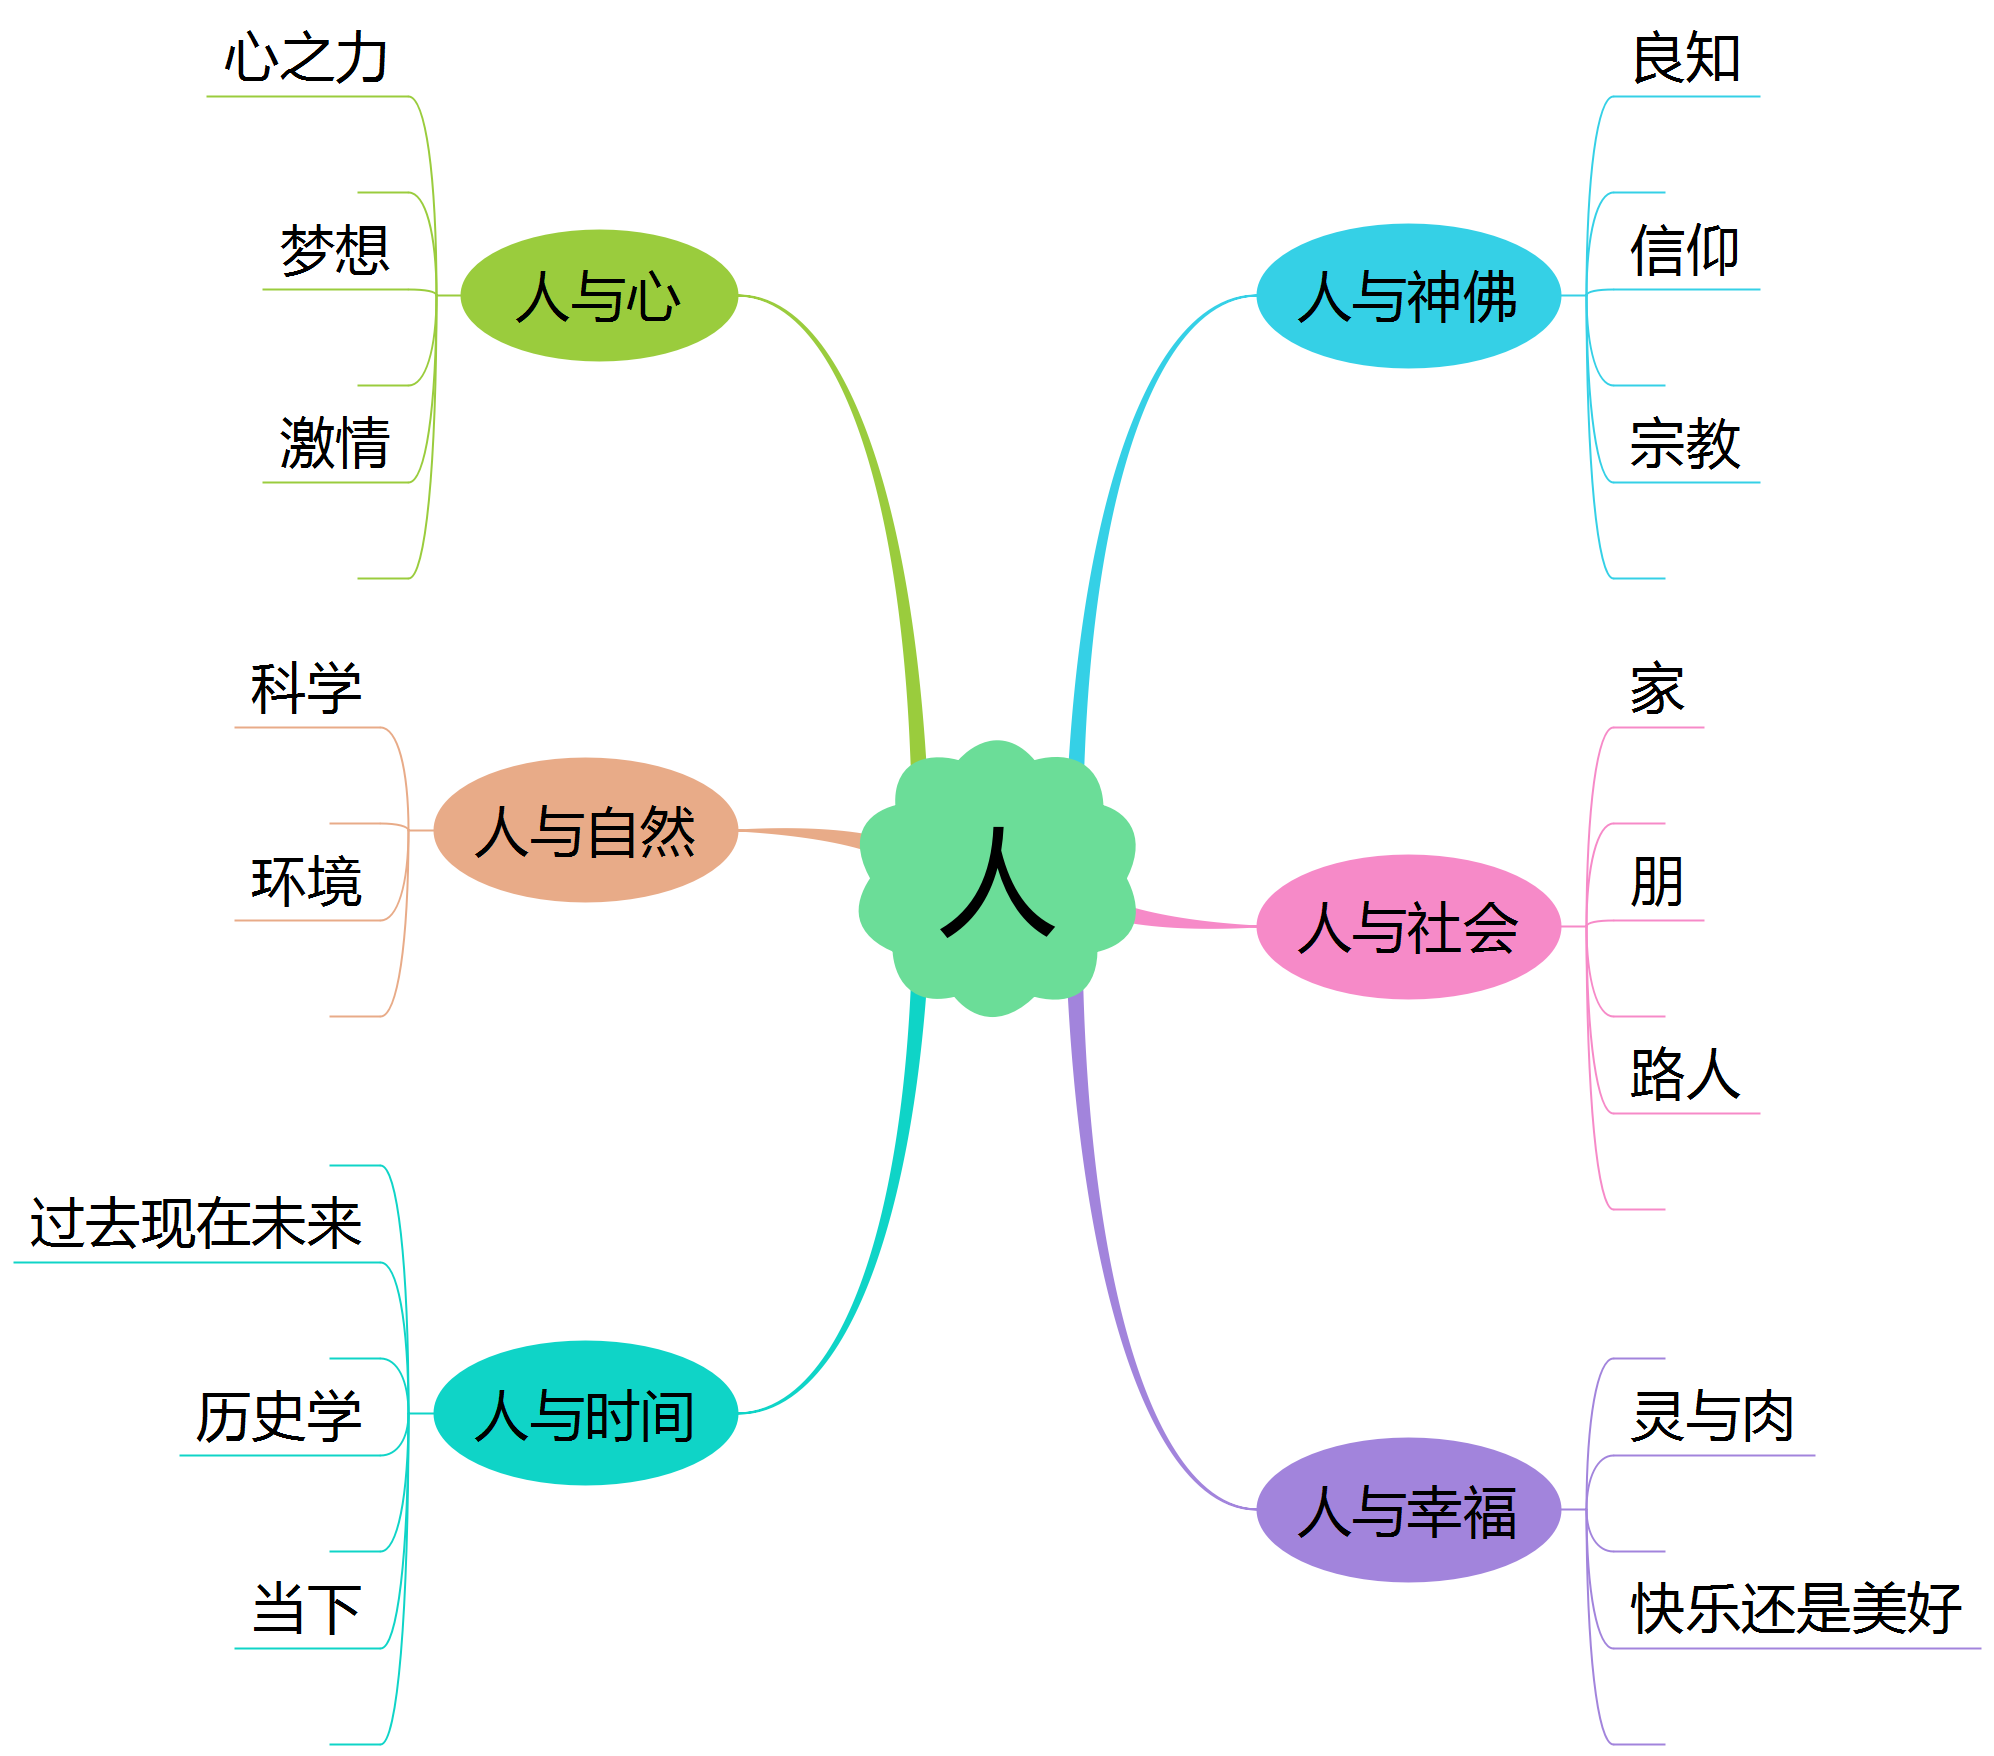 人
人与心
心之力
梦想
激情
人与自然
科学
环境
人与时间
过去现在未来
历史学
当下
人与神佛
良知
信仰
宗教
人与社会
家
朋
路人
人与幸福
灵与肉
快乐还是美好